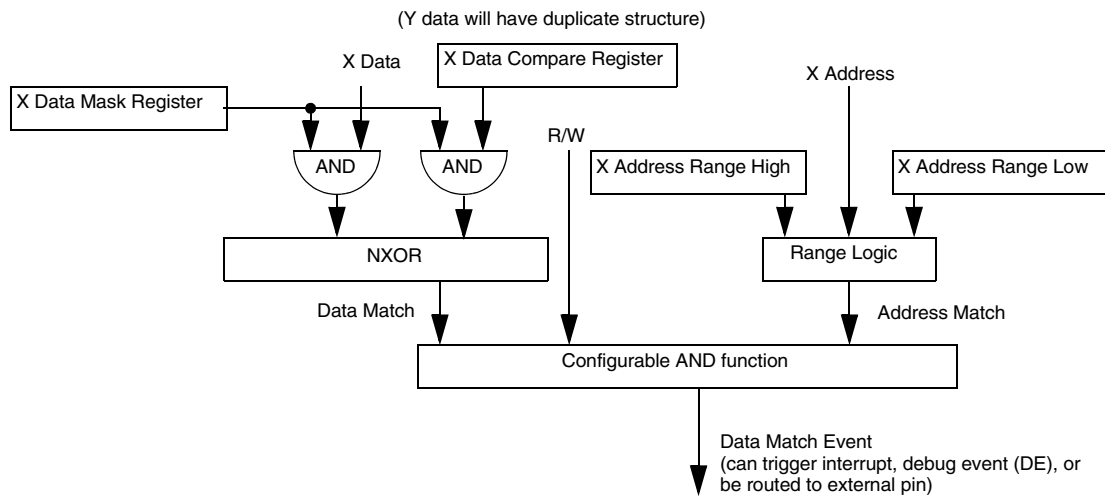 (Y data will have duplicate structure)
X Data
X Data Compare Register
X Address
X Data Mask Register
R/W
AND
AND
X Address Range High
X Address Range Low
NXOR
Range Logic
Data Match
Address Match
Configurable AND function
Data Match Event
(can trigger interrupt, debug event (DE), or
be routed to external pin)